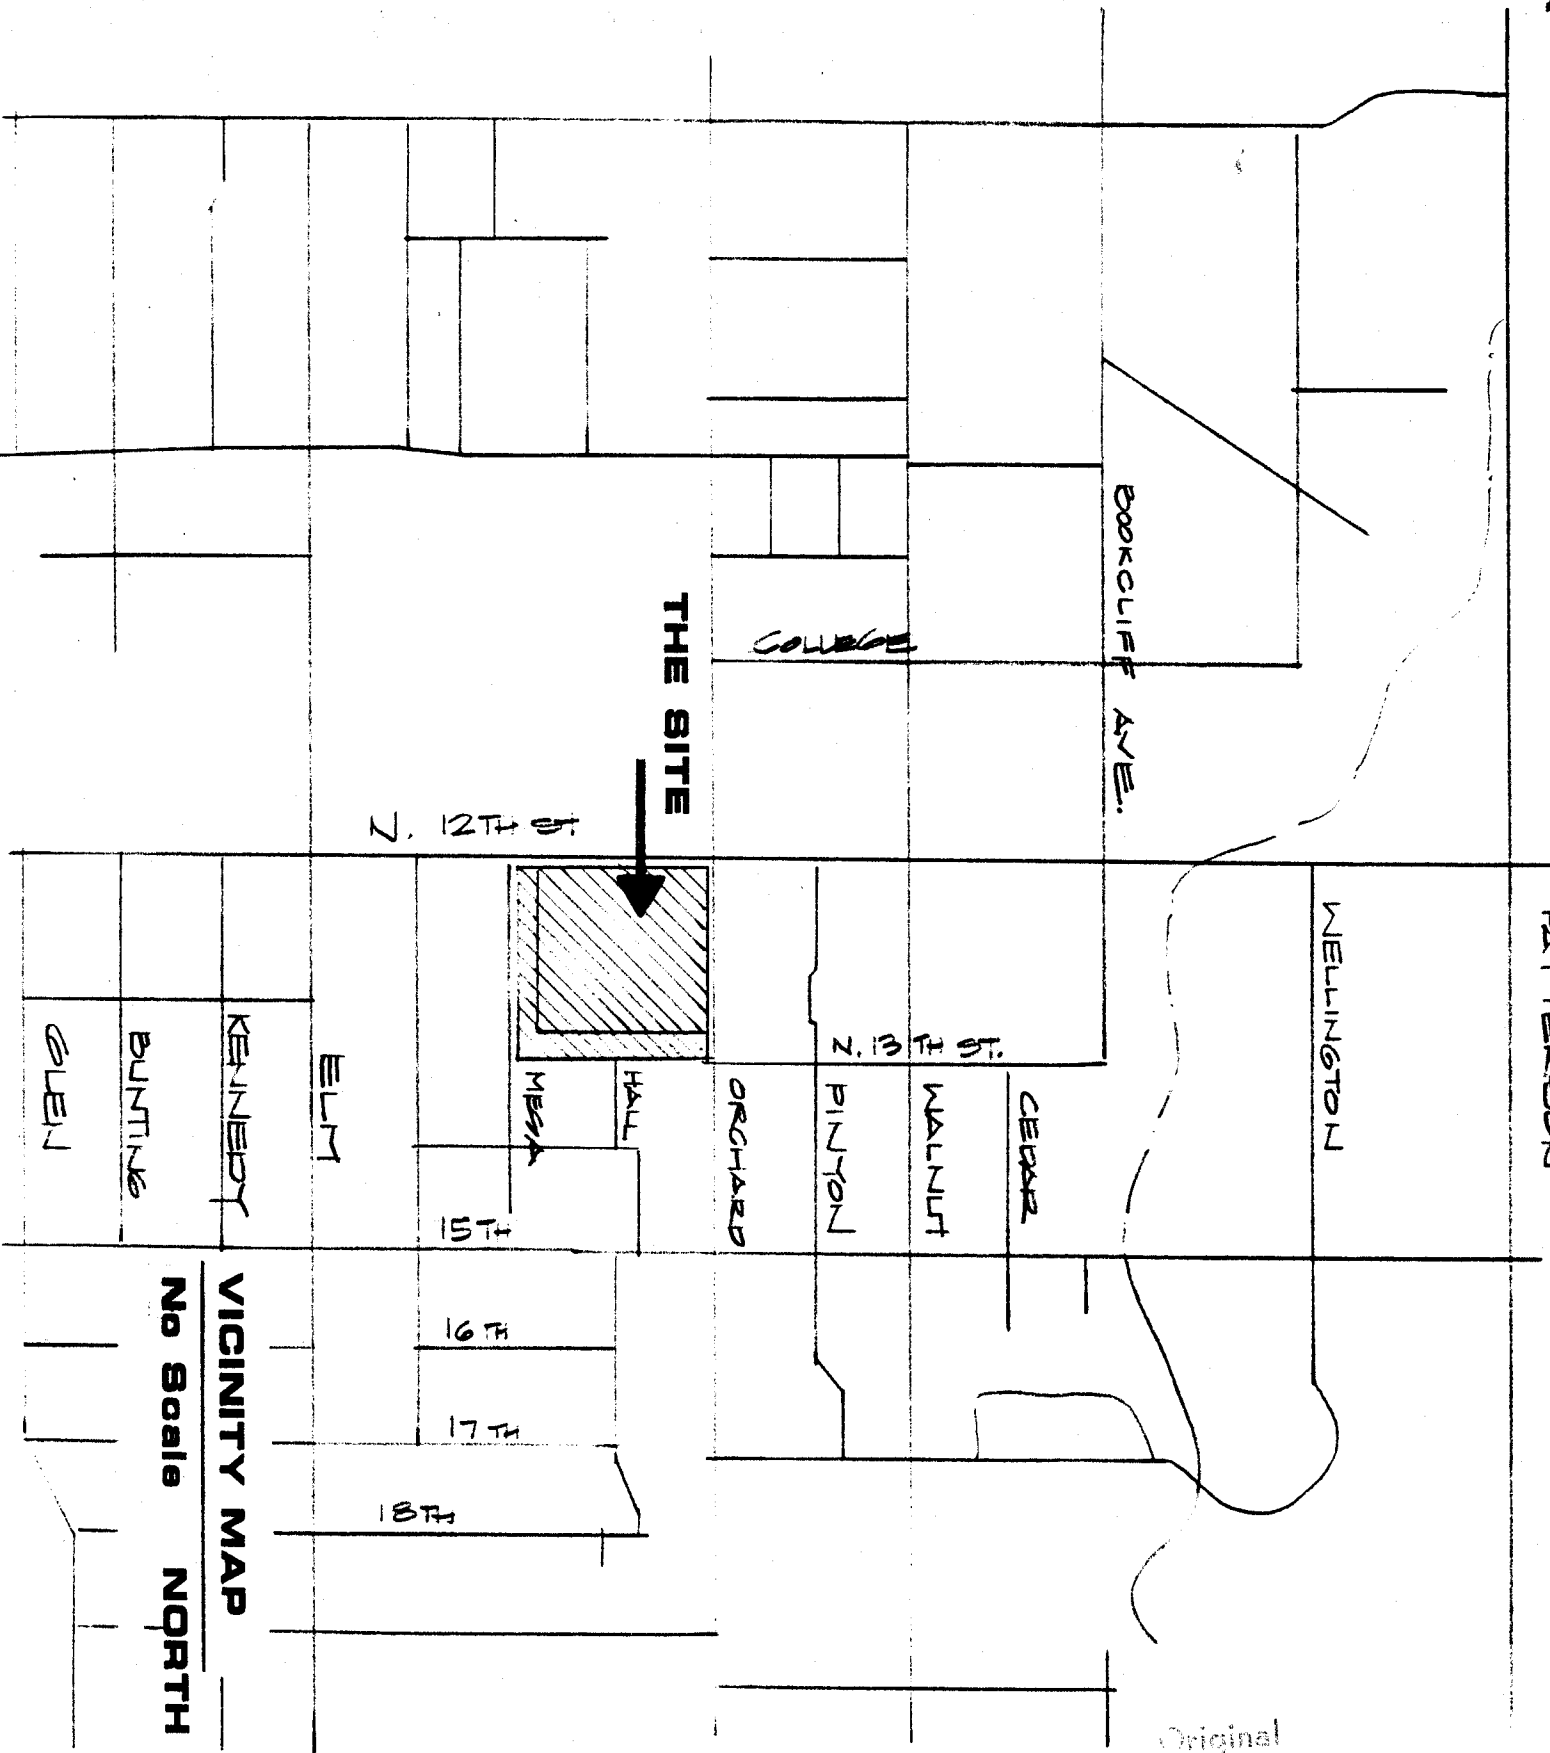 THE SITE
BOOKCLIFF AVE.
COLLEGE
N. 12TH ST
WELLINGTON
N. 13TH ST.
CEDAR
WALNUT
PINYON
ORCHARD
HALL
MESA
ELM
KENNEDY
BUNTING
GLEN
15TH
16TH
17TH
18TH
VICINITY MAP
No Scale NORTH
Original